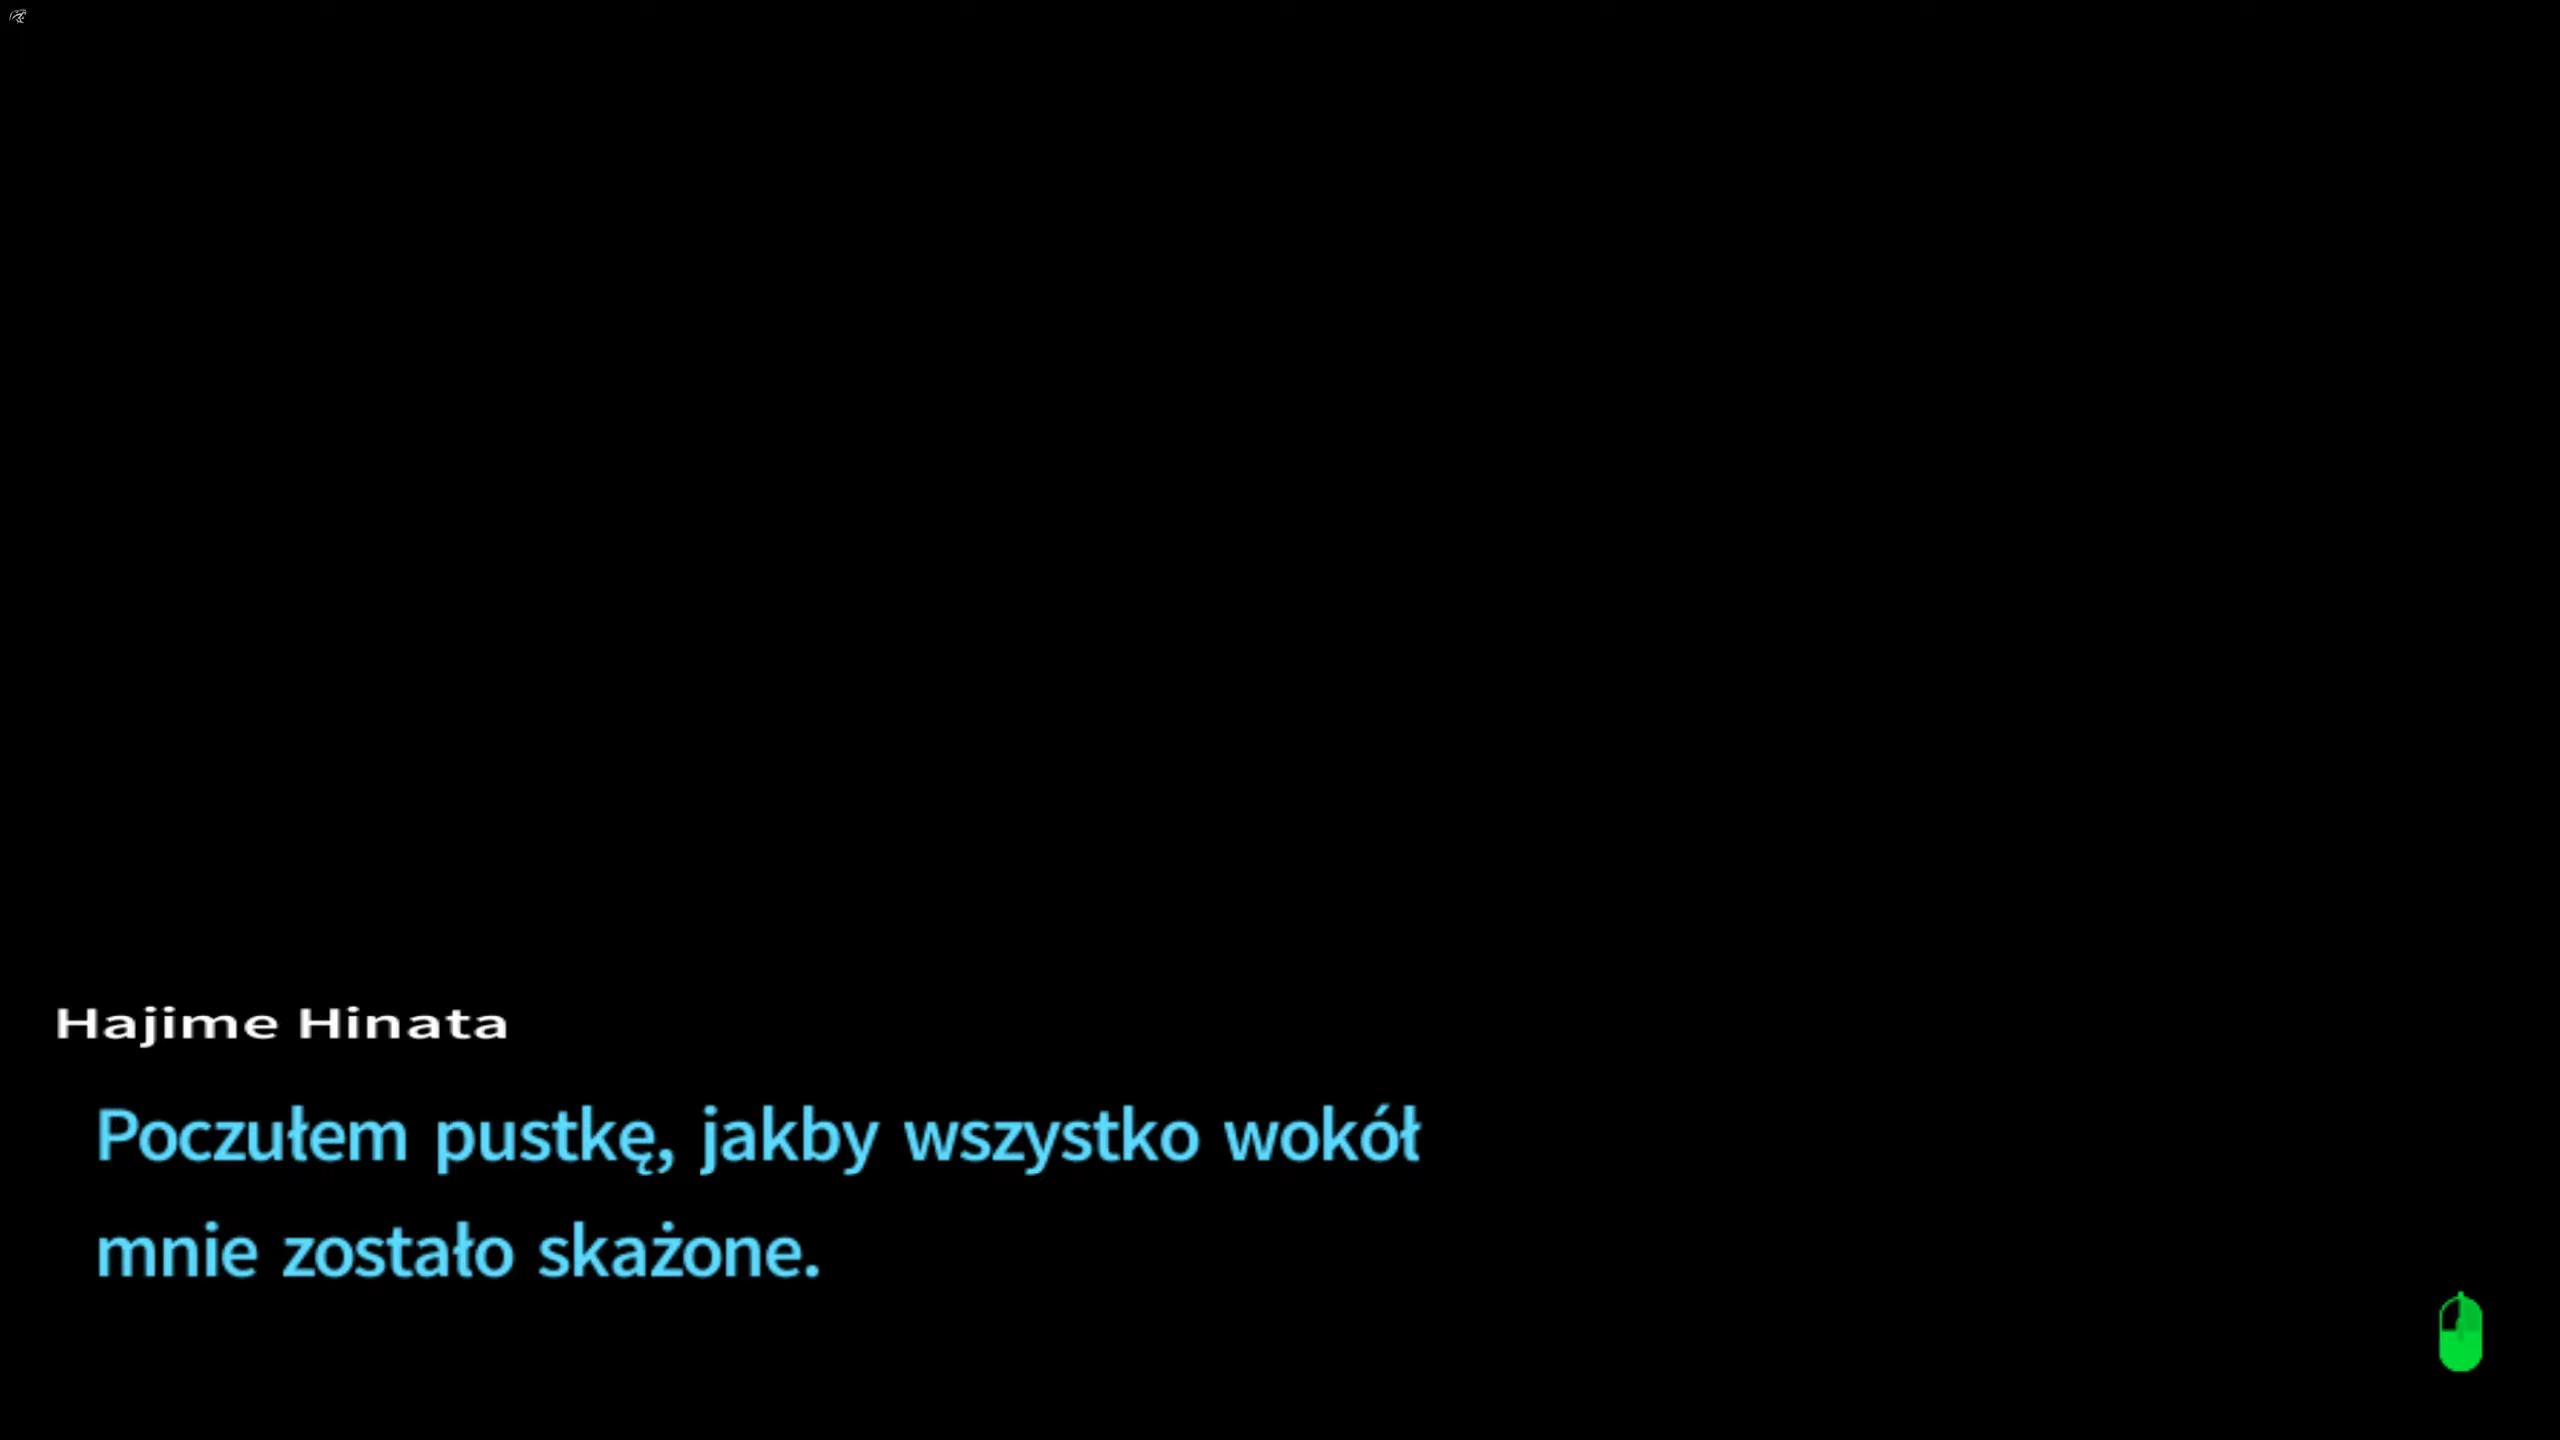 Hajime Hinata
Poczułem pustkę, jakby wszystko wokół
mnie zostało skażone.